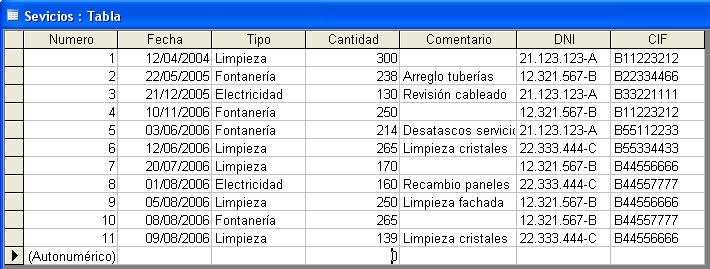 Sevicios : Tabla
Numero Fecha Tipo Cantidad Comentario DNI CIF
1 12/04/2004 Limpieza 300 21.123.123-A B11223212
2 22/05/2005 Fontanería 238 Arreglo tuberías 12.321.567-B B22334466
3 21/12/2005 Electricidad 130 Revisión cableado 21.123.123-A B33221111
4 10/11/2006 Fontanería 250 12.321.567-B B11223212
5 03/06/2006 Fontanería 214 Desatascos servicio 21.123.123-A B55112233
6 12/06/2006 Limpieza 265 Limpieza cristales 22.333.444-C B55334433
7 20/07/2006 Limpieza 170 12.321.567-B B44556666
8 01/08/2006 Electricidad 160 Recambio paneles 22.333.444-C B44557777
9 05/08/2006 Limpieza 250 Limpieza fachada 12.321.567-B B44556666
10 08/08/2006 Fontanería 265 12.321.567-B B44557777
11 09/08/2006 Limpieza 139 Limpieza cristales 22.333.444-C B44556666
(Autonumérico) 0